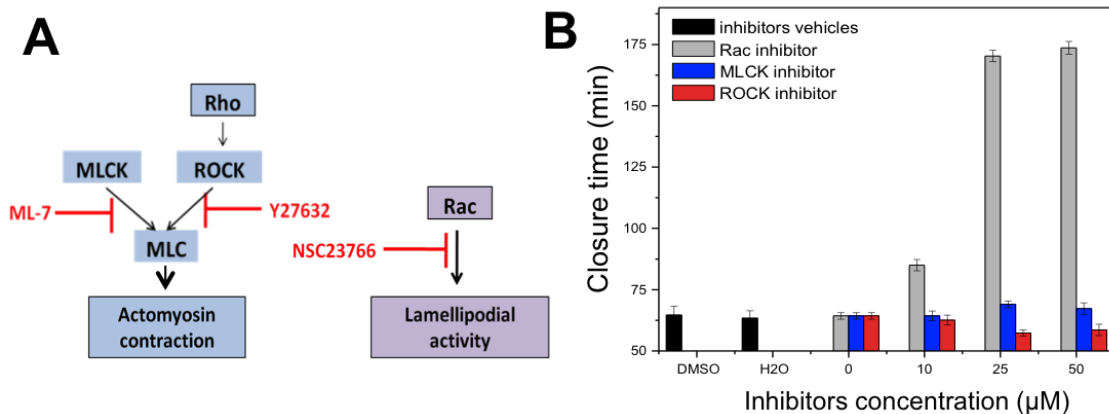 A
Rho
MLCK
ROCK
ML-7
Y27632
MLC
Rac
NSC23766
Actomyosin
contraction
Lamellipodial
activity
B
inhibitors vehicles
Rac inhibitor
MLCK inhibitor
ROCK inhibitor
Closure time (min)
175
150
125
100
75
50
DMSO
H2O
0
10
25
50
Inhibitors concentration (µM)